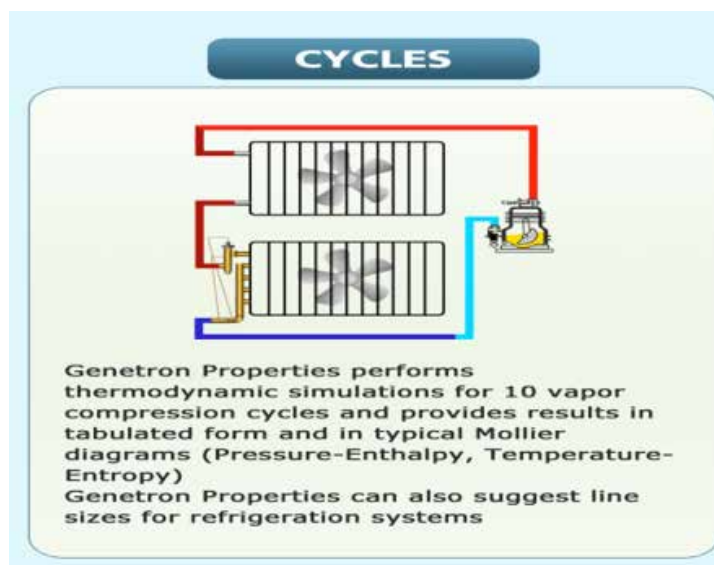 CYCLES
Genetron Properties performs
thermodynamic simulations for 10 vapor
compression cycles and provides results in
tabulated form and in typical Mollier
diagrams (Pressure-Enthalpy, Temperature-
Entropy)
Genetron Properties can also suggest line
sizes for refrigeration systems